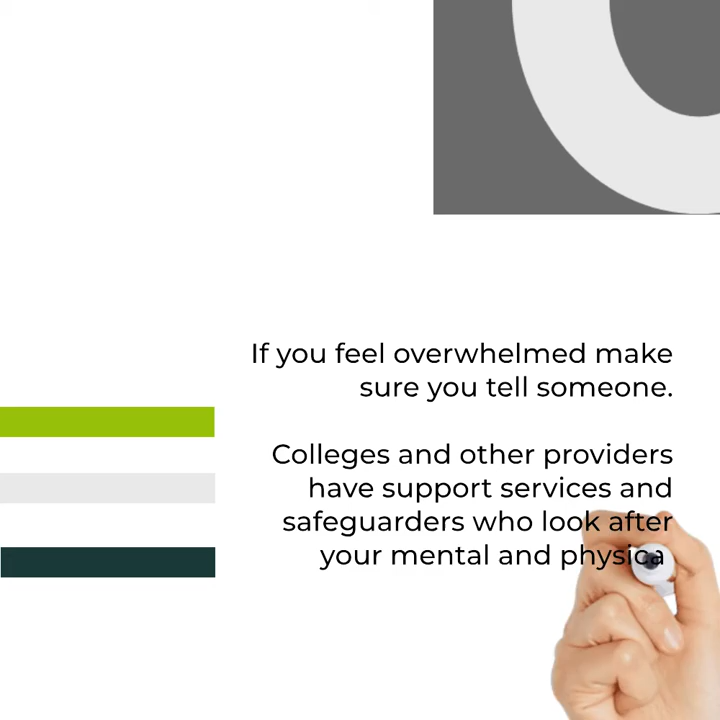 If you feel overwhelmed make
sure you tell someone.
Colleges and other providers
have support services and
safeguarders who look after
your mental and physica